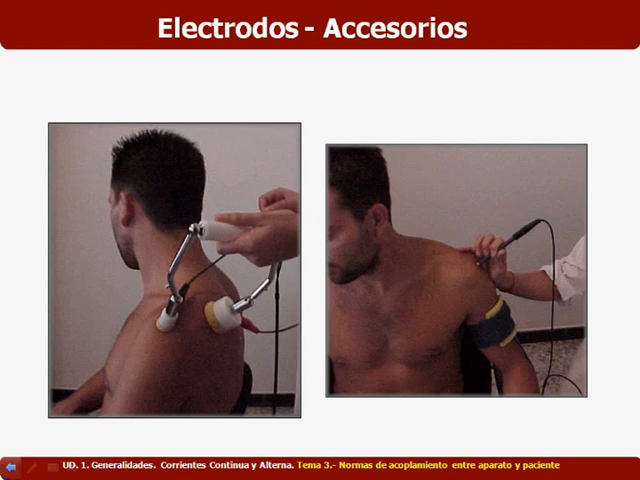 Electrodos - Accesorios
UD. 1. Generalidades. Corrientes Continua y Alterna. Tema 3.- Normas de acoplamiento entre aparato y paciente